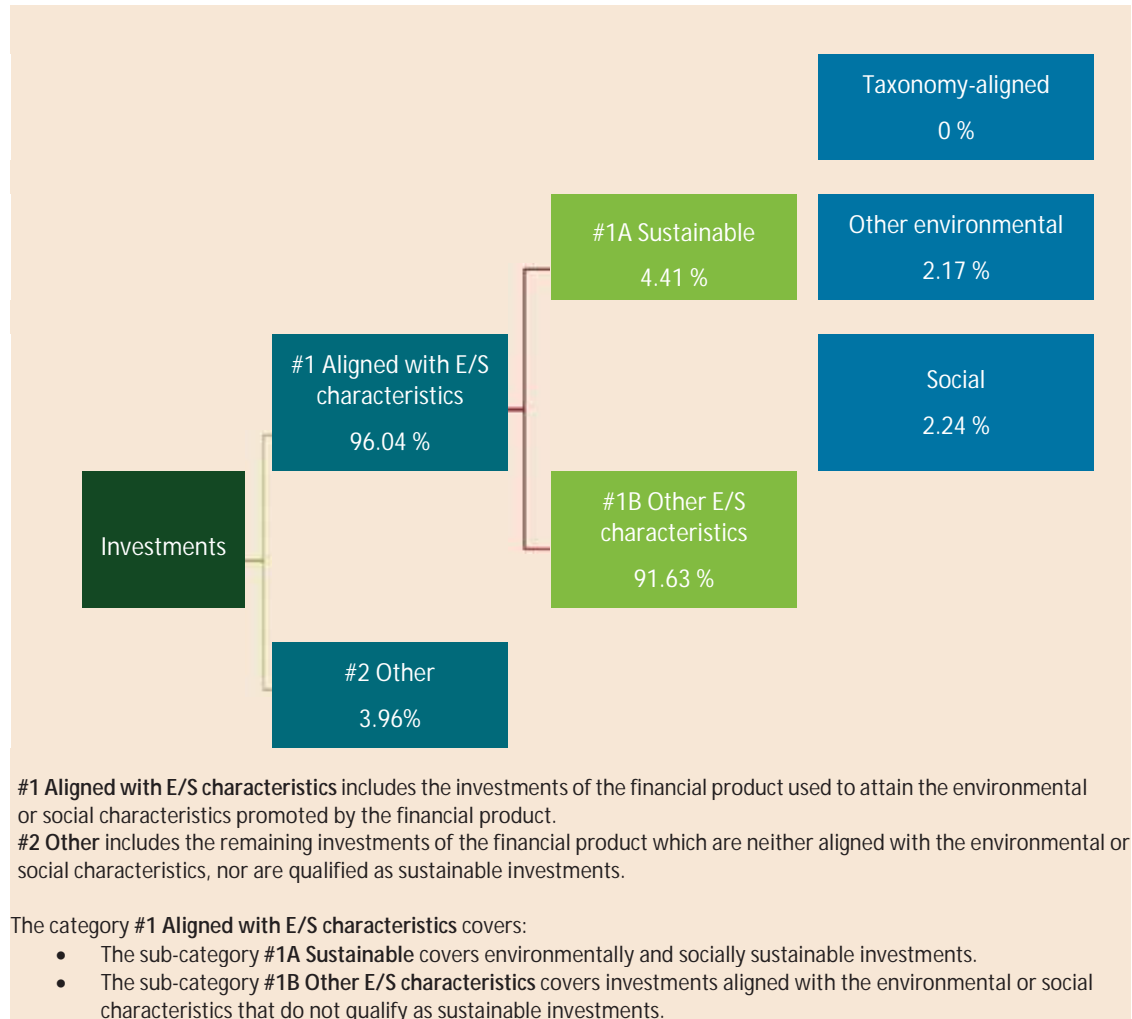 Taxonomy-aligned
0 %
#1A Sustainable
4.41 %
Other environmental
2.17 %
#1 Aligned with E/S
characteristics
96.04 %
Social
2.24 %
Investments
#1B Other E/S
characteristics
91.63 %
#2 Other
3.96%
#1 Aligned with E/S characteristics includes the investments of the financial product used to attain the environmental
or social characteristics promoted by the financial product.
#2 Other includes the remaining investments of the financial product which are neither aligned with the environmental or
social characteristics, nor are qualified as sustainable investments.
The category #1 Aligned with E/S characteristics covers:
• The sub-category #1A Sustainable covers environmentally and socially sustainable investments.
• The sub-category #1B Other E/S characteristics covers investments aligned with the environmental or social
characteristics that do not qualify as sustainable investments.